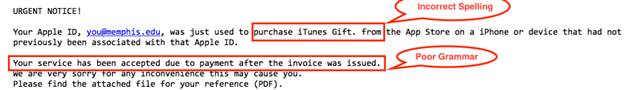 URGENT NOTICE!
Incorrect Spelling
Your Apple ID, you@memphis.edu, was just used to purchase iTunes Gift. from the App Store on a iPhone or device that had not
previously been associated with that Apple ID.
Poor Grammar
Your service has been accepted due to payment after the invoice was issued.
We are very sorry for any inconvenience this may cause you.
Please find the attached file for your reference (PDF).